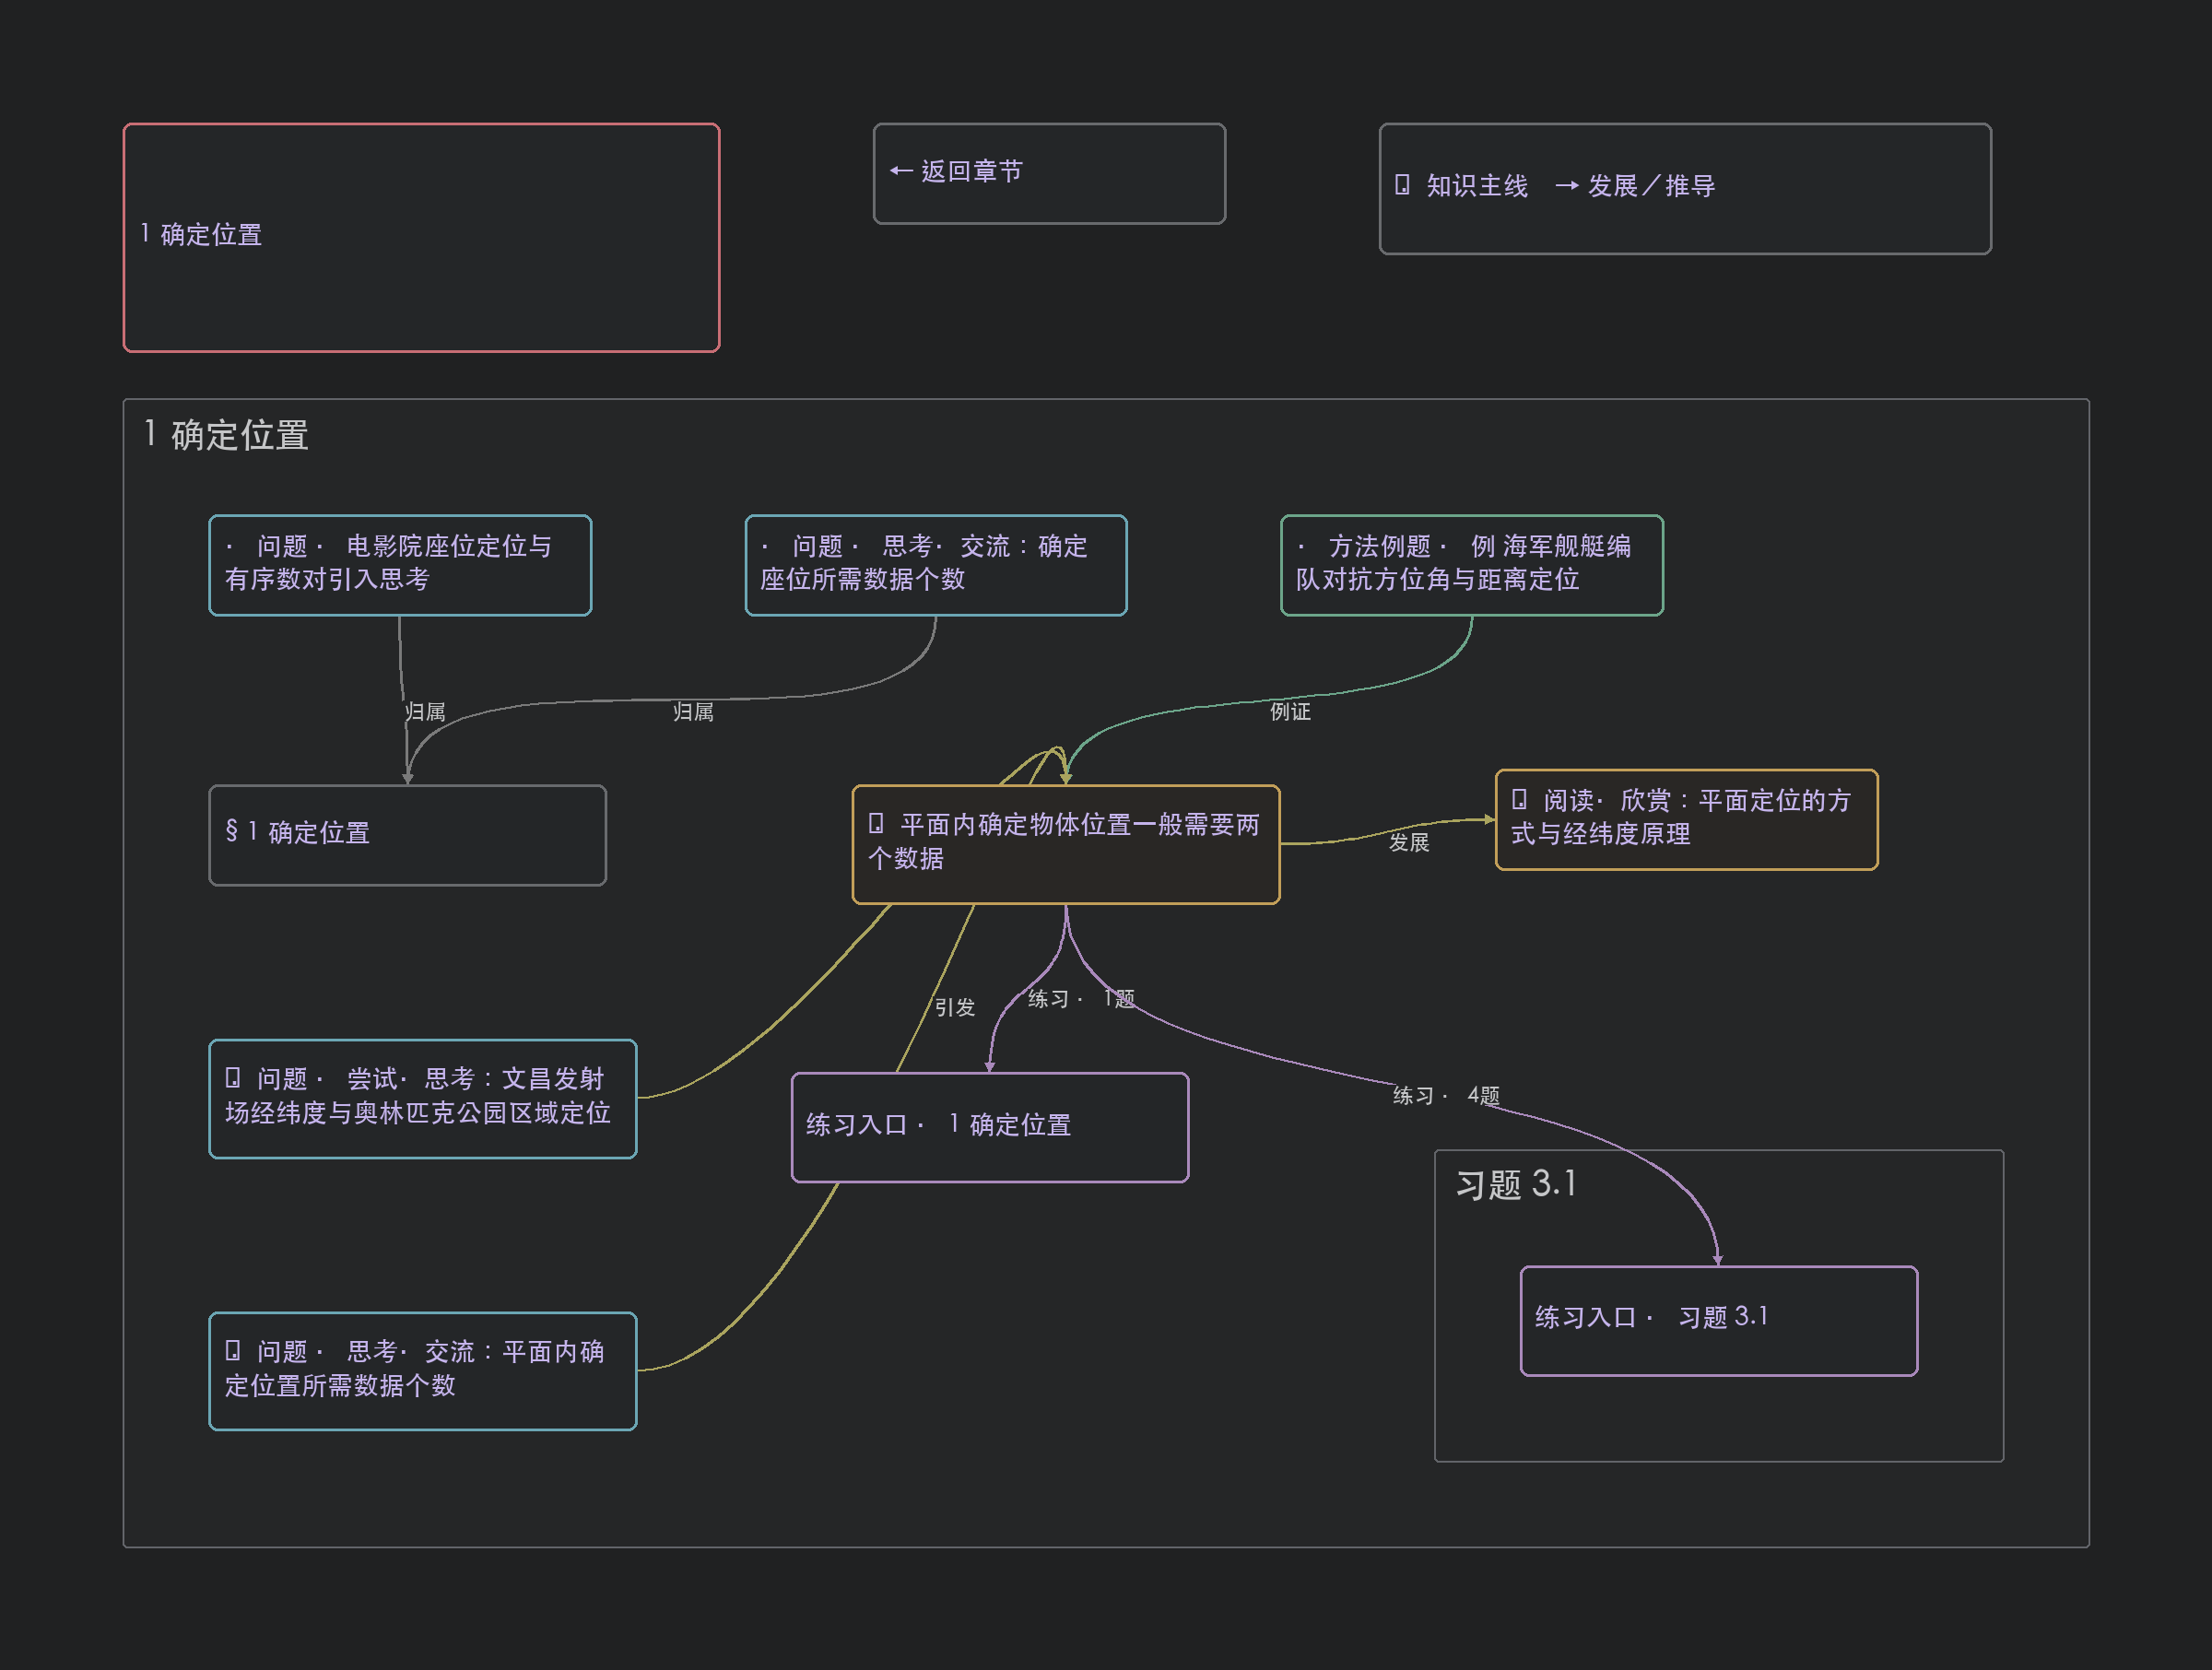 1 确定位置
← 返回章节
知识主线 → 发展／推导
1 确定位置
· 问题 · 电影院座位定位与
有序数对引入思考
· 问题 · 思考· 交流：确定
座位所需数据个数
· 方法例题 · 例 海军舰艇编
队对抗方位角与距离定位
归属
归属
例证
§ 1 确定位置
平面内确定物体位置一般需要两
个数据
阅读· 欣赏：平面定位的方
式与经纬度原理
发展
引发
练习 · 1题
问题 · 尝试· 思考：文昌发射
场经纬度与奥林匹克公园区域定位
练习入口 · 1 确定位置
练习 · 4题
习题 3.1
练习入口 · 习题 3.1
问题 · 思考· 交流：平面内确
定位置所需数据个数